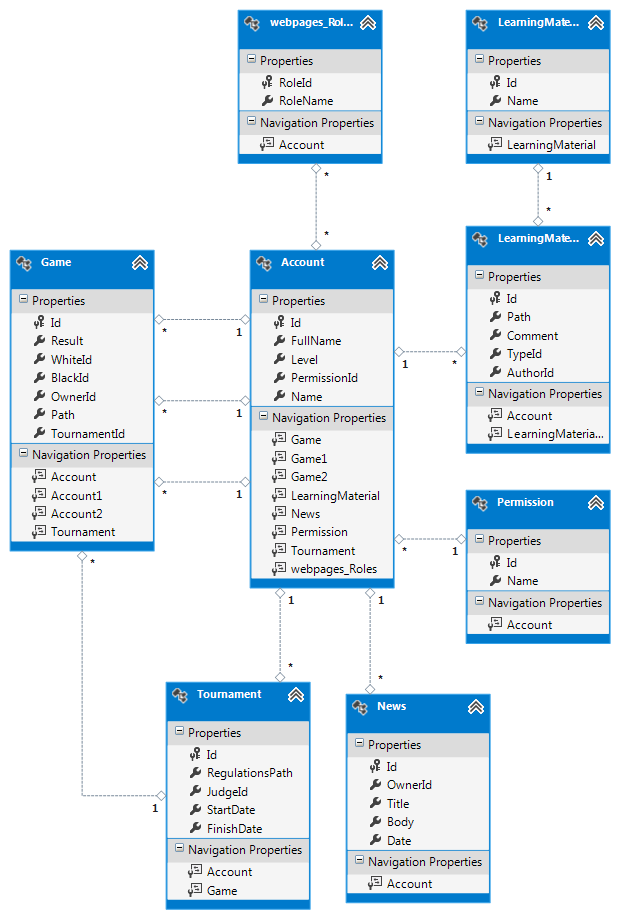 webpages_Rol...
Properties
RoleId
RoleName
Navigation Properties
Account
LearningMate...
Properties
Id
Name
Navigation Properties
LearningMaterial
1
*
*
*
Game
Properties
Id
Result
WhiteId
BlackId
OwnerId
Path
TournamentId
Navigation Properties
Account
Account1
Account2
Tournament
*
1
*
1
*
1
Account
Properties
Id
FullName
Level
PermissionId
Name
Navigation Properties
Game
Game1
Game2
LearningMaterial
News
Permission
Tournament
webpages_Roles
1
*
*
1
LearningMate...
Properties
Id
Path
Comment
TypeId
AuthorId
Navigation Properties
Account
LearningMateria...
Permission
Properties
Id
Name
Navigation Properties
Account
*
1
1
*
1
*
Tournament
Properties
Id
RegulationsPath
JudgeId
StartDate
FinishDate
Navigation Properties
Account
Game
News
Properties
Id
OwnerId
Title
Body
Date
Navigation Properties
Account